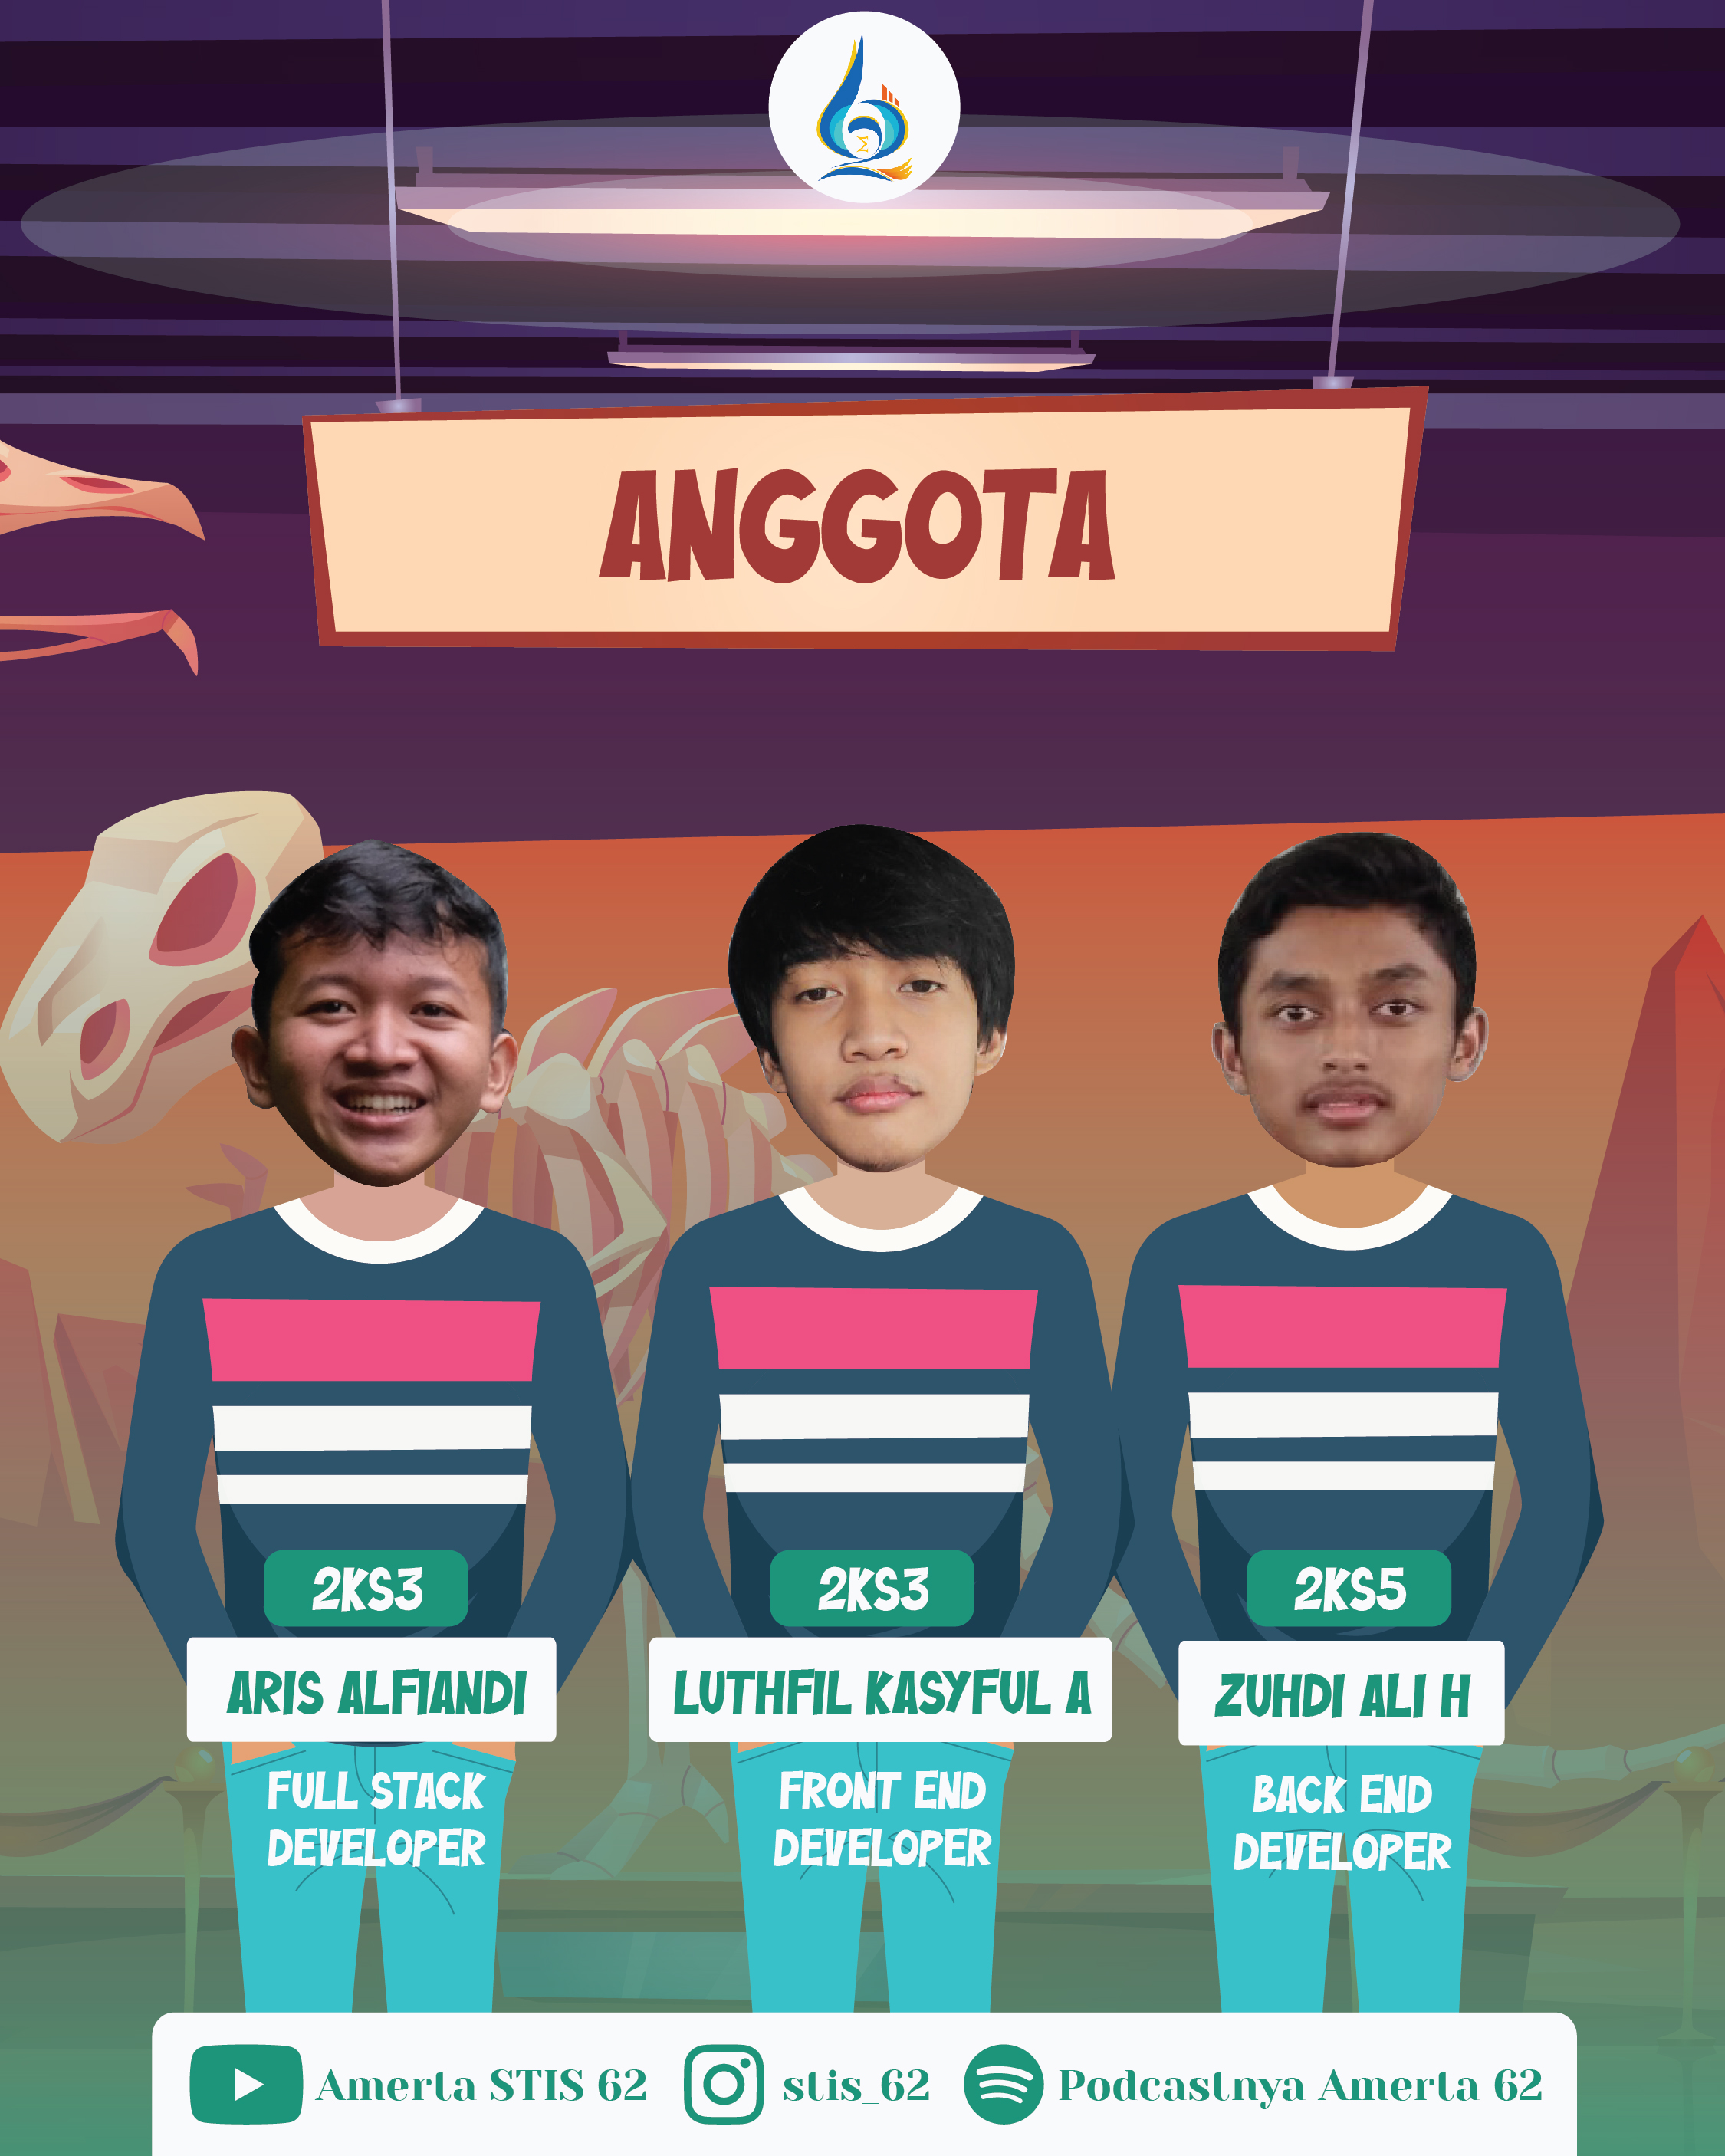 ANGGOTA
2KS3
ARIS ALFIANDI
FULL STACK
DEVELOPER
2KS3
LUTHFIL KASYFUL A
FRONT END
DEVELOPER
2KS5
ZUHDI ALI H
BACK END
DEVELOPER
Amerta STIS 62 stis_62 Podcastnya Amerta 62